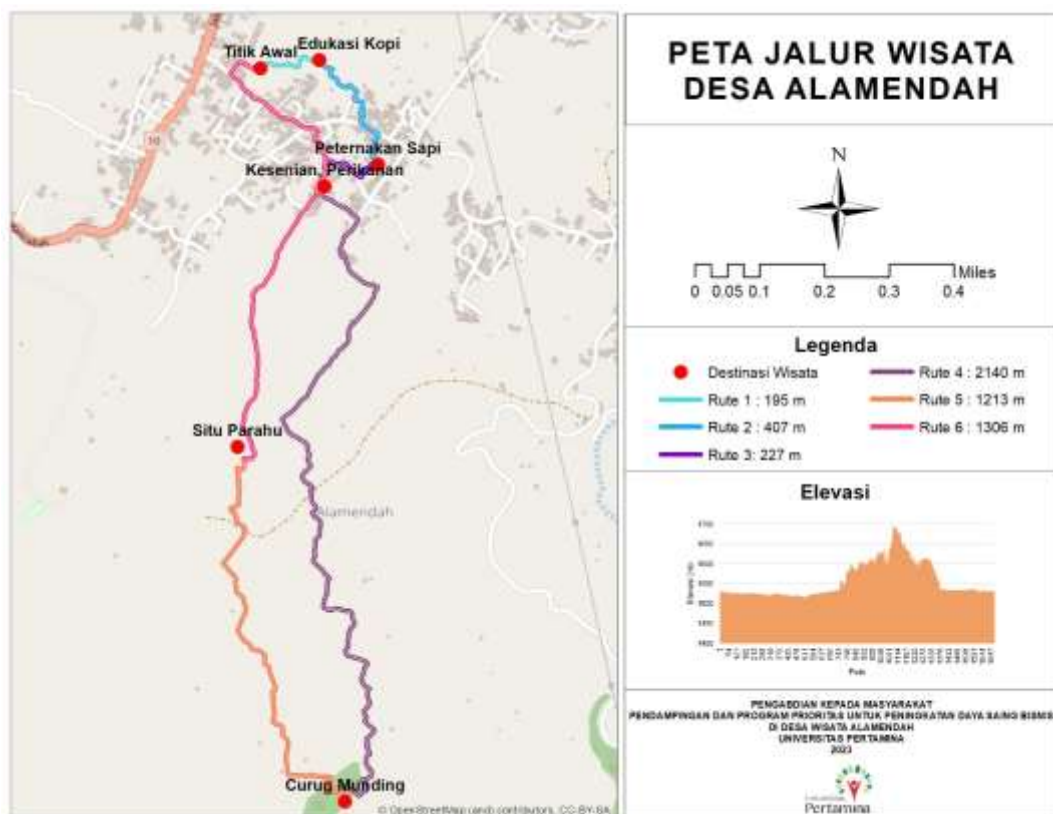 PETA JALUR WISATA
DESA ALAMENDAH
N
Miles
0 0.05 0.1 0.2 0.3 0.4
Legenda
Destinasi Wisata
Rute 1 : 195 m
Rute 2 : 407 m
Rute 3: 227 m
Rute 4 : 2140 m
Rute 5 : 1213 m
Rute 6 : 1306 m
Elevasi
PENGABDIAN KEPADA MASYARAKAT
PENDAMPINGAN DAN PROGRAM PRIORITAS UNTUK PENINGKATAN DAYA SAING BISNIS
DI DESA WISATA ALAMENDAH
UNIVERSITAS PERTAMINA
2023
Pertamina
Titik Awal
Edukasi Kopi
Peternakan Sapi
Kesenian, Perikanan
Situ Parahu
Alamendah
Curug Munding
© OpenStreetMap (and) contributors, CC-BY-SA